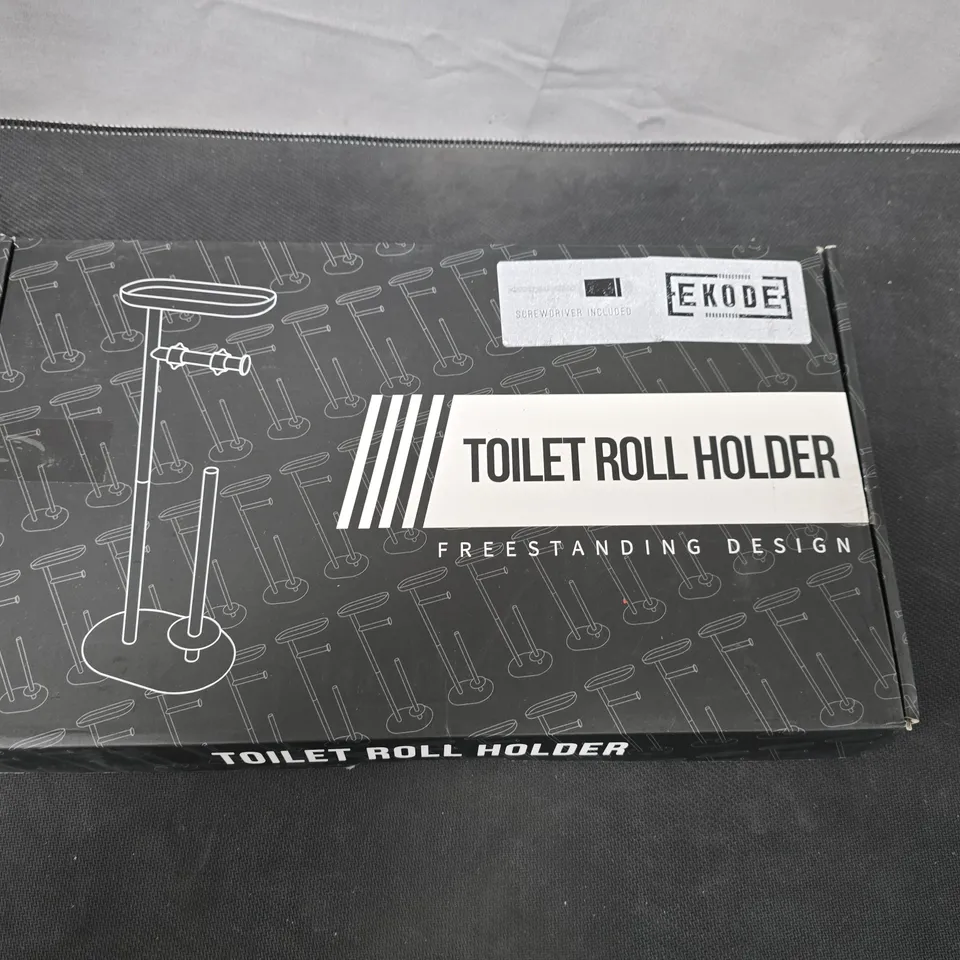 EKODE
SCREWDRIVER INCLUDED
TOILET ROLL HOLDER
FREESTANDING DESIGN
TOILET ROLL HOLDER